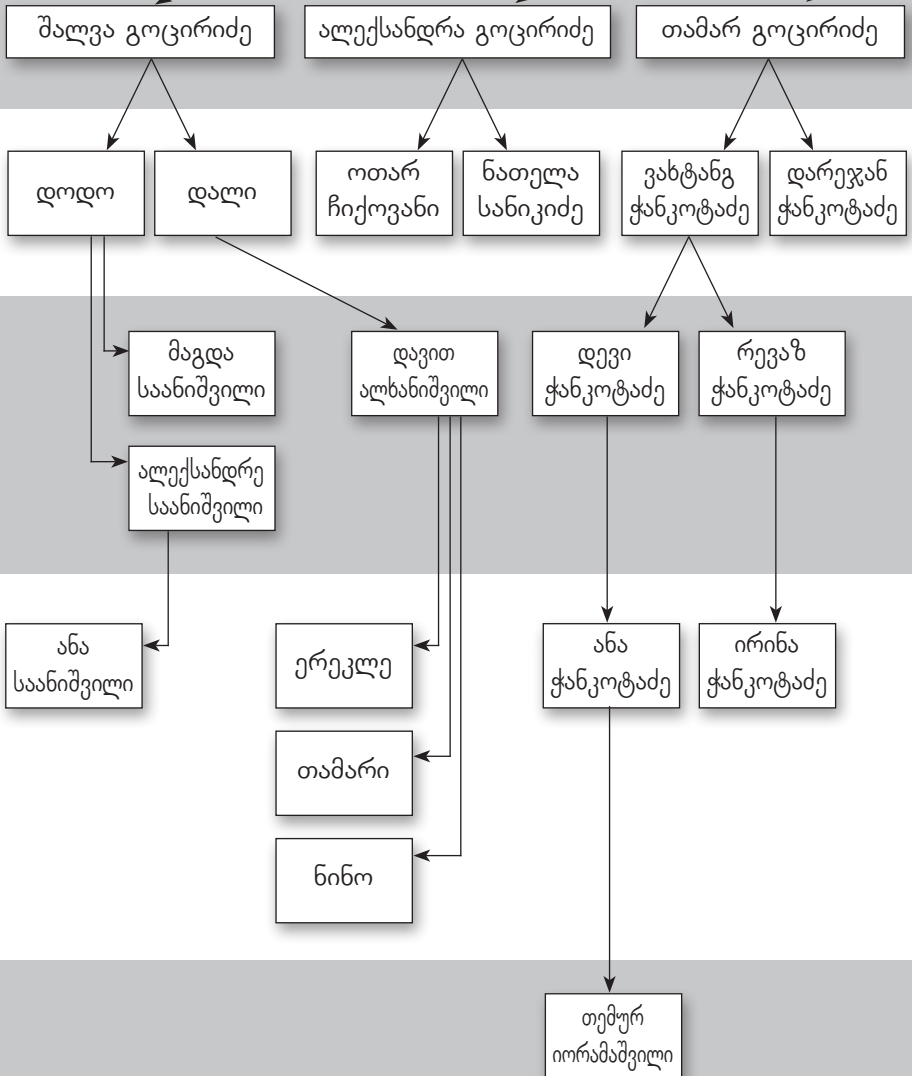 შალვა გოცირიძე
ალექსანდრა გოცირიძე
თამარ გოცირიძე
დოდო
დალი
ოთარ
ჩიქოვანი
ნათელა
სანიკიძე
ვახტანგ
ჭანკოტაძე
დარეჯან
ჭანკოტაძე
მაგდა
საანიშვილი
დავით
ალხანიშვილი
დევი
ჭანკოტაძე
რევაზ
ჭანკოტაძე
ალექსანდრე
საანიშვილი
ანა
საანიშვილი
ერეკლე
ანა
ჭანკოტაძე
ირინა
ჭანკოტაძე
თამარი
ნინო
თემურ
იორამაშვილი